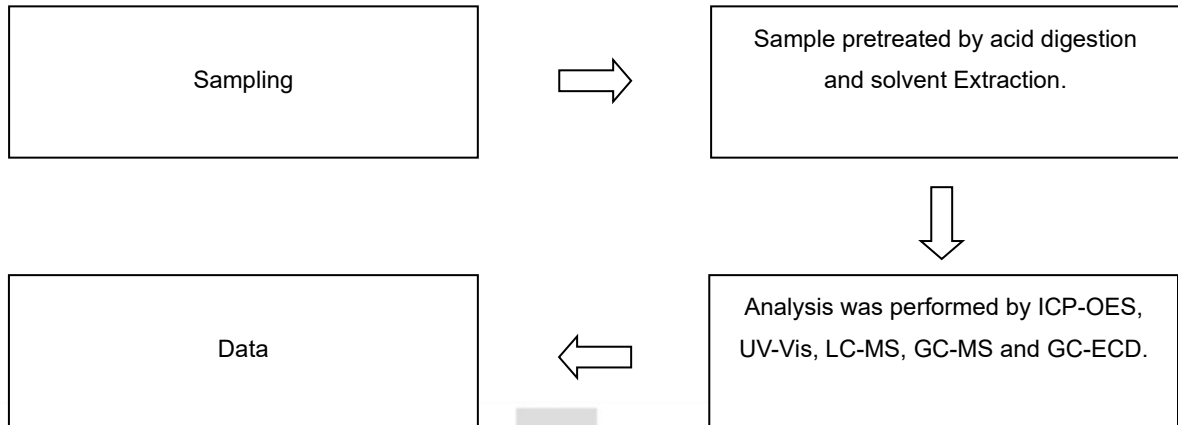 Sampling
Sample pretreated by acid digestion
and solvent Extraction.
Analysis was performed by ICP-OES,
UV-Vis, LC-MS, GC-MS and GC-ECD.
Data